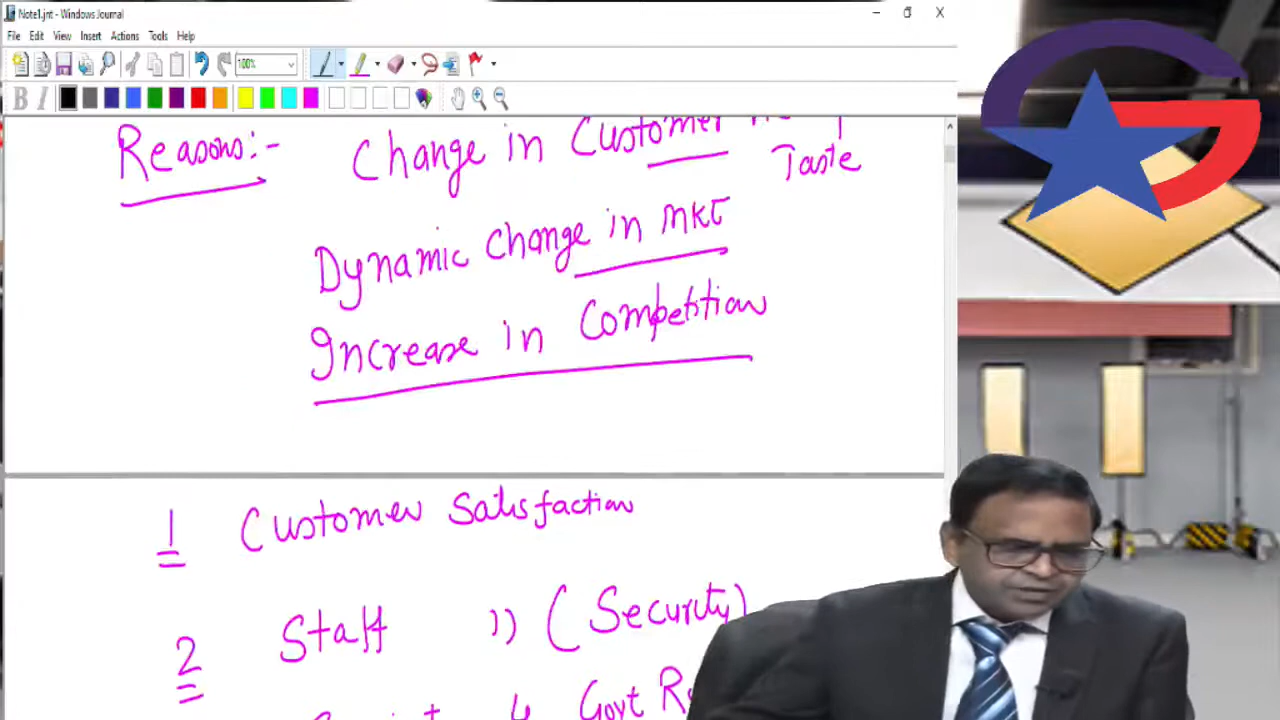 Note1.jnt - Windows Journal
File Edit View Insert Actions Tools Help
100%
B I
Reasons:- Change in Customer
Taste
Dynamic Change in MKT
Increase in Competition
1 Customer Satisfaction
2 Staff " (Security)
& Govt